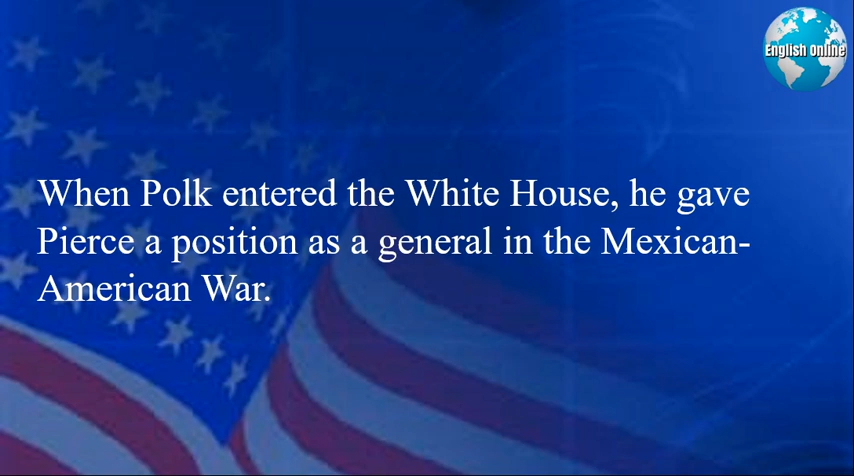 English Online
When Polk entered the White House, he gave
Pierce a position as a general in the Mexican-
American War.